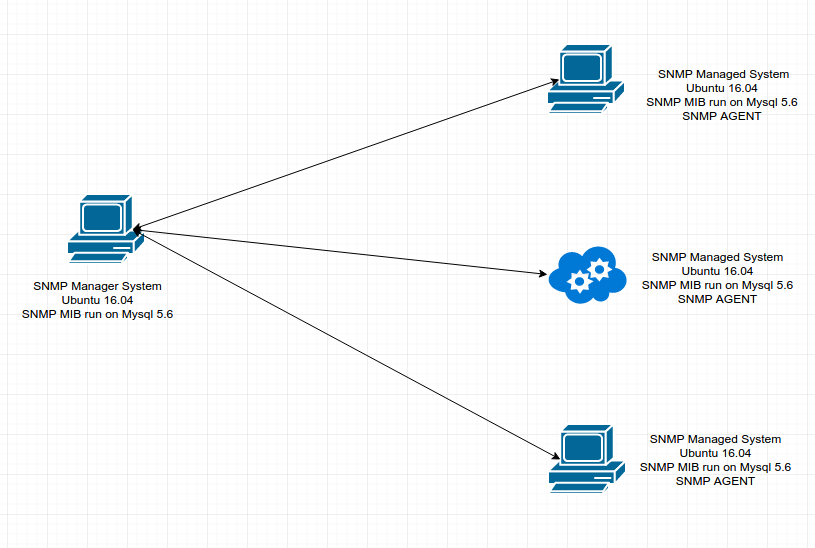 SNMP Managed System
Ubuntu 16.04
SNMP MIB run on Mysql 5.6
SNMP AGENT
SNMP Manager System
Ubuntu 16.04
SNMP MIB run on Mysql 5.6
SNMP Managed System
Ubuntu 16.04
SNMP MIB run on Mysql 5.6
SNMP AGENT
SNMP Managed System
Ubuntu 16.04
SNMP MIB run on Mysql 5.6
SNMP AGENT